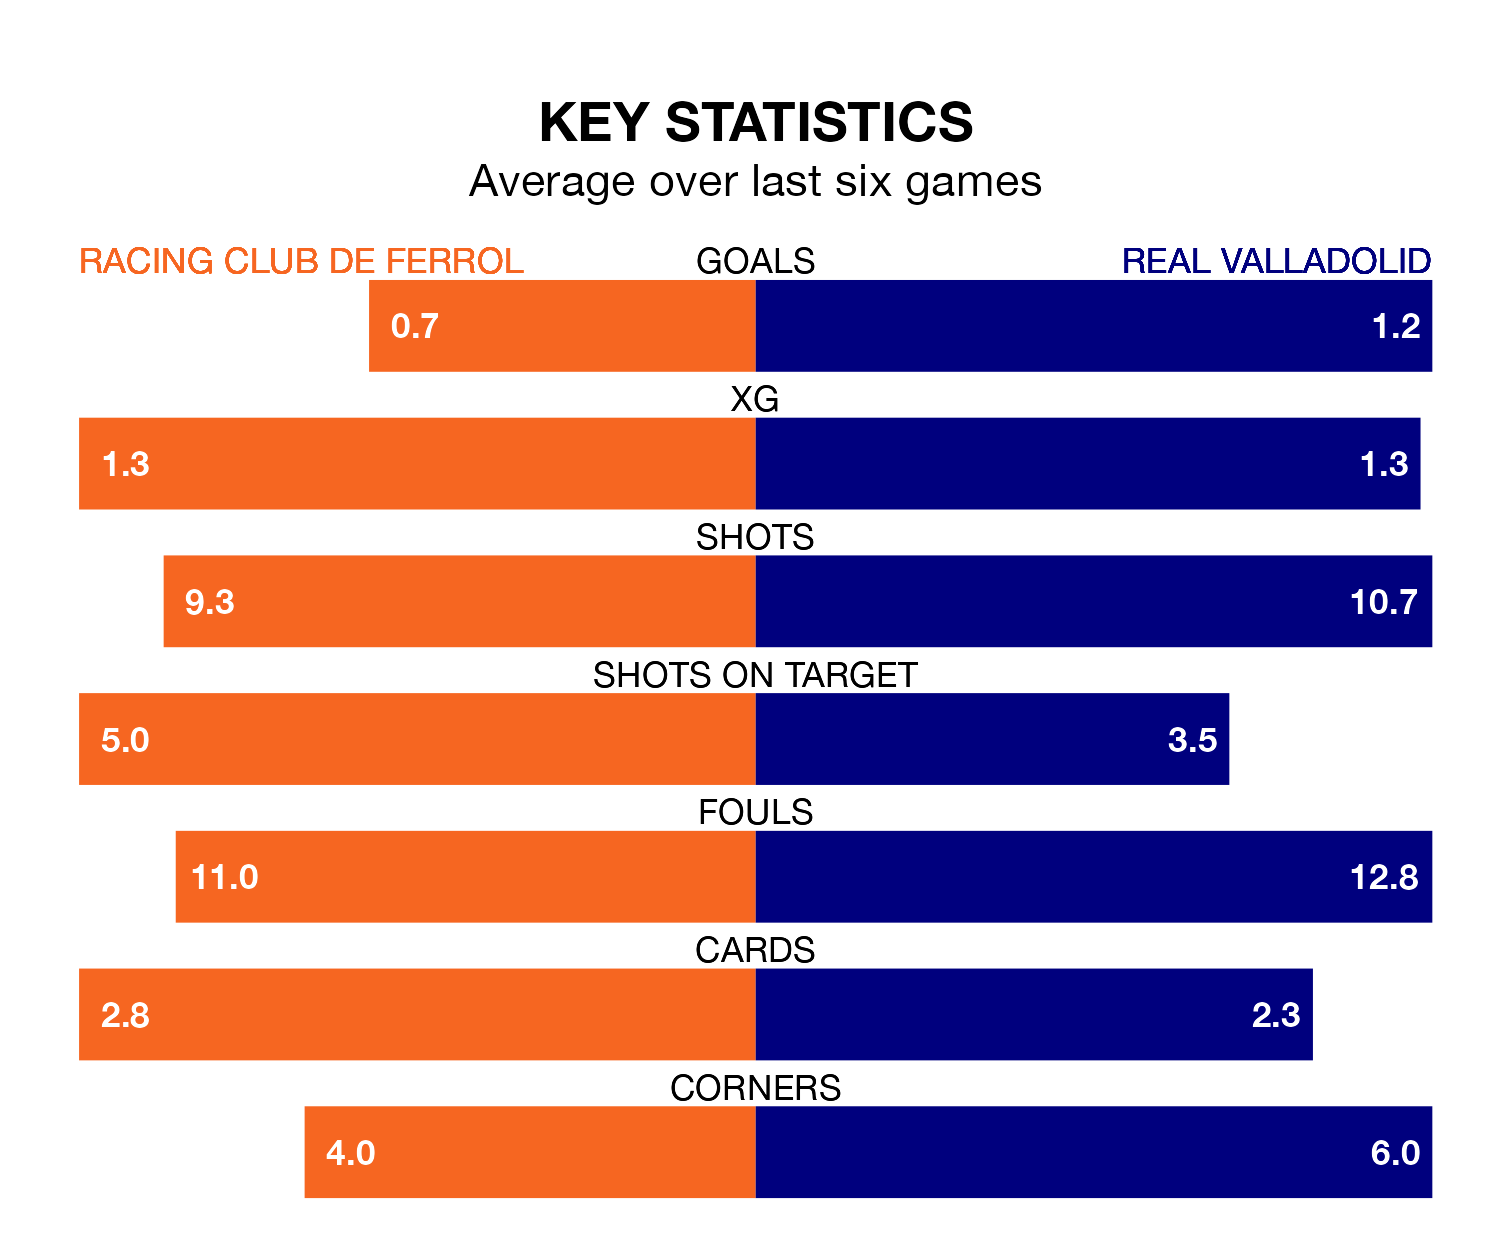 KEY STATISTICS
Average over last six games
RACING CLUB DE FERROL GOALS REAL VALLADOLID
0.7 1.2
XG
1.3 1.3
SHOTS
9.3 10.7
SHOTS ON TARGET
5.0 3.5
FOULS
11.0 12.8
CARDS
2.8 2.3
CORNERS
4.0 6.0